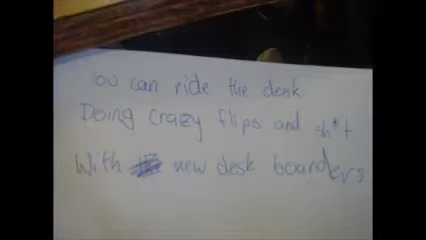 ou can ride the desk
Doing crazy flips and sh*t
With new desk boarders